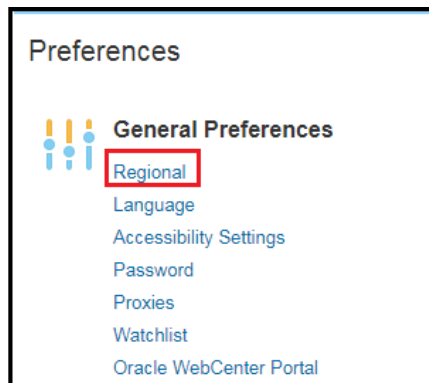 Preferences
General Preferences
Regional
Language
Accessibility Settings
Password
Proxies
Watchlist
Oracle WebCenter Portal